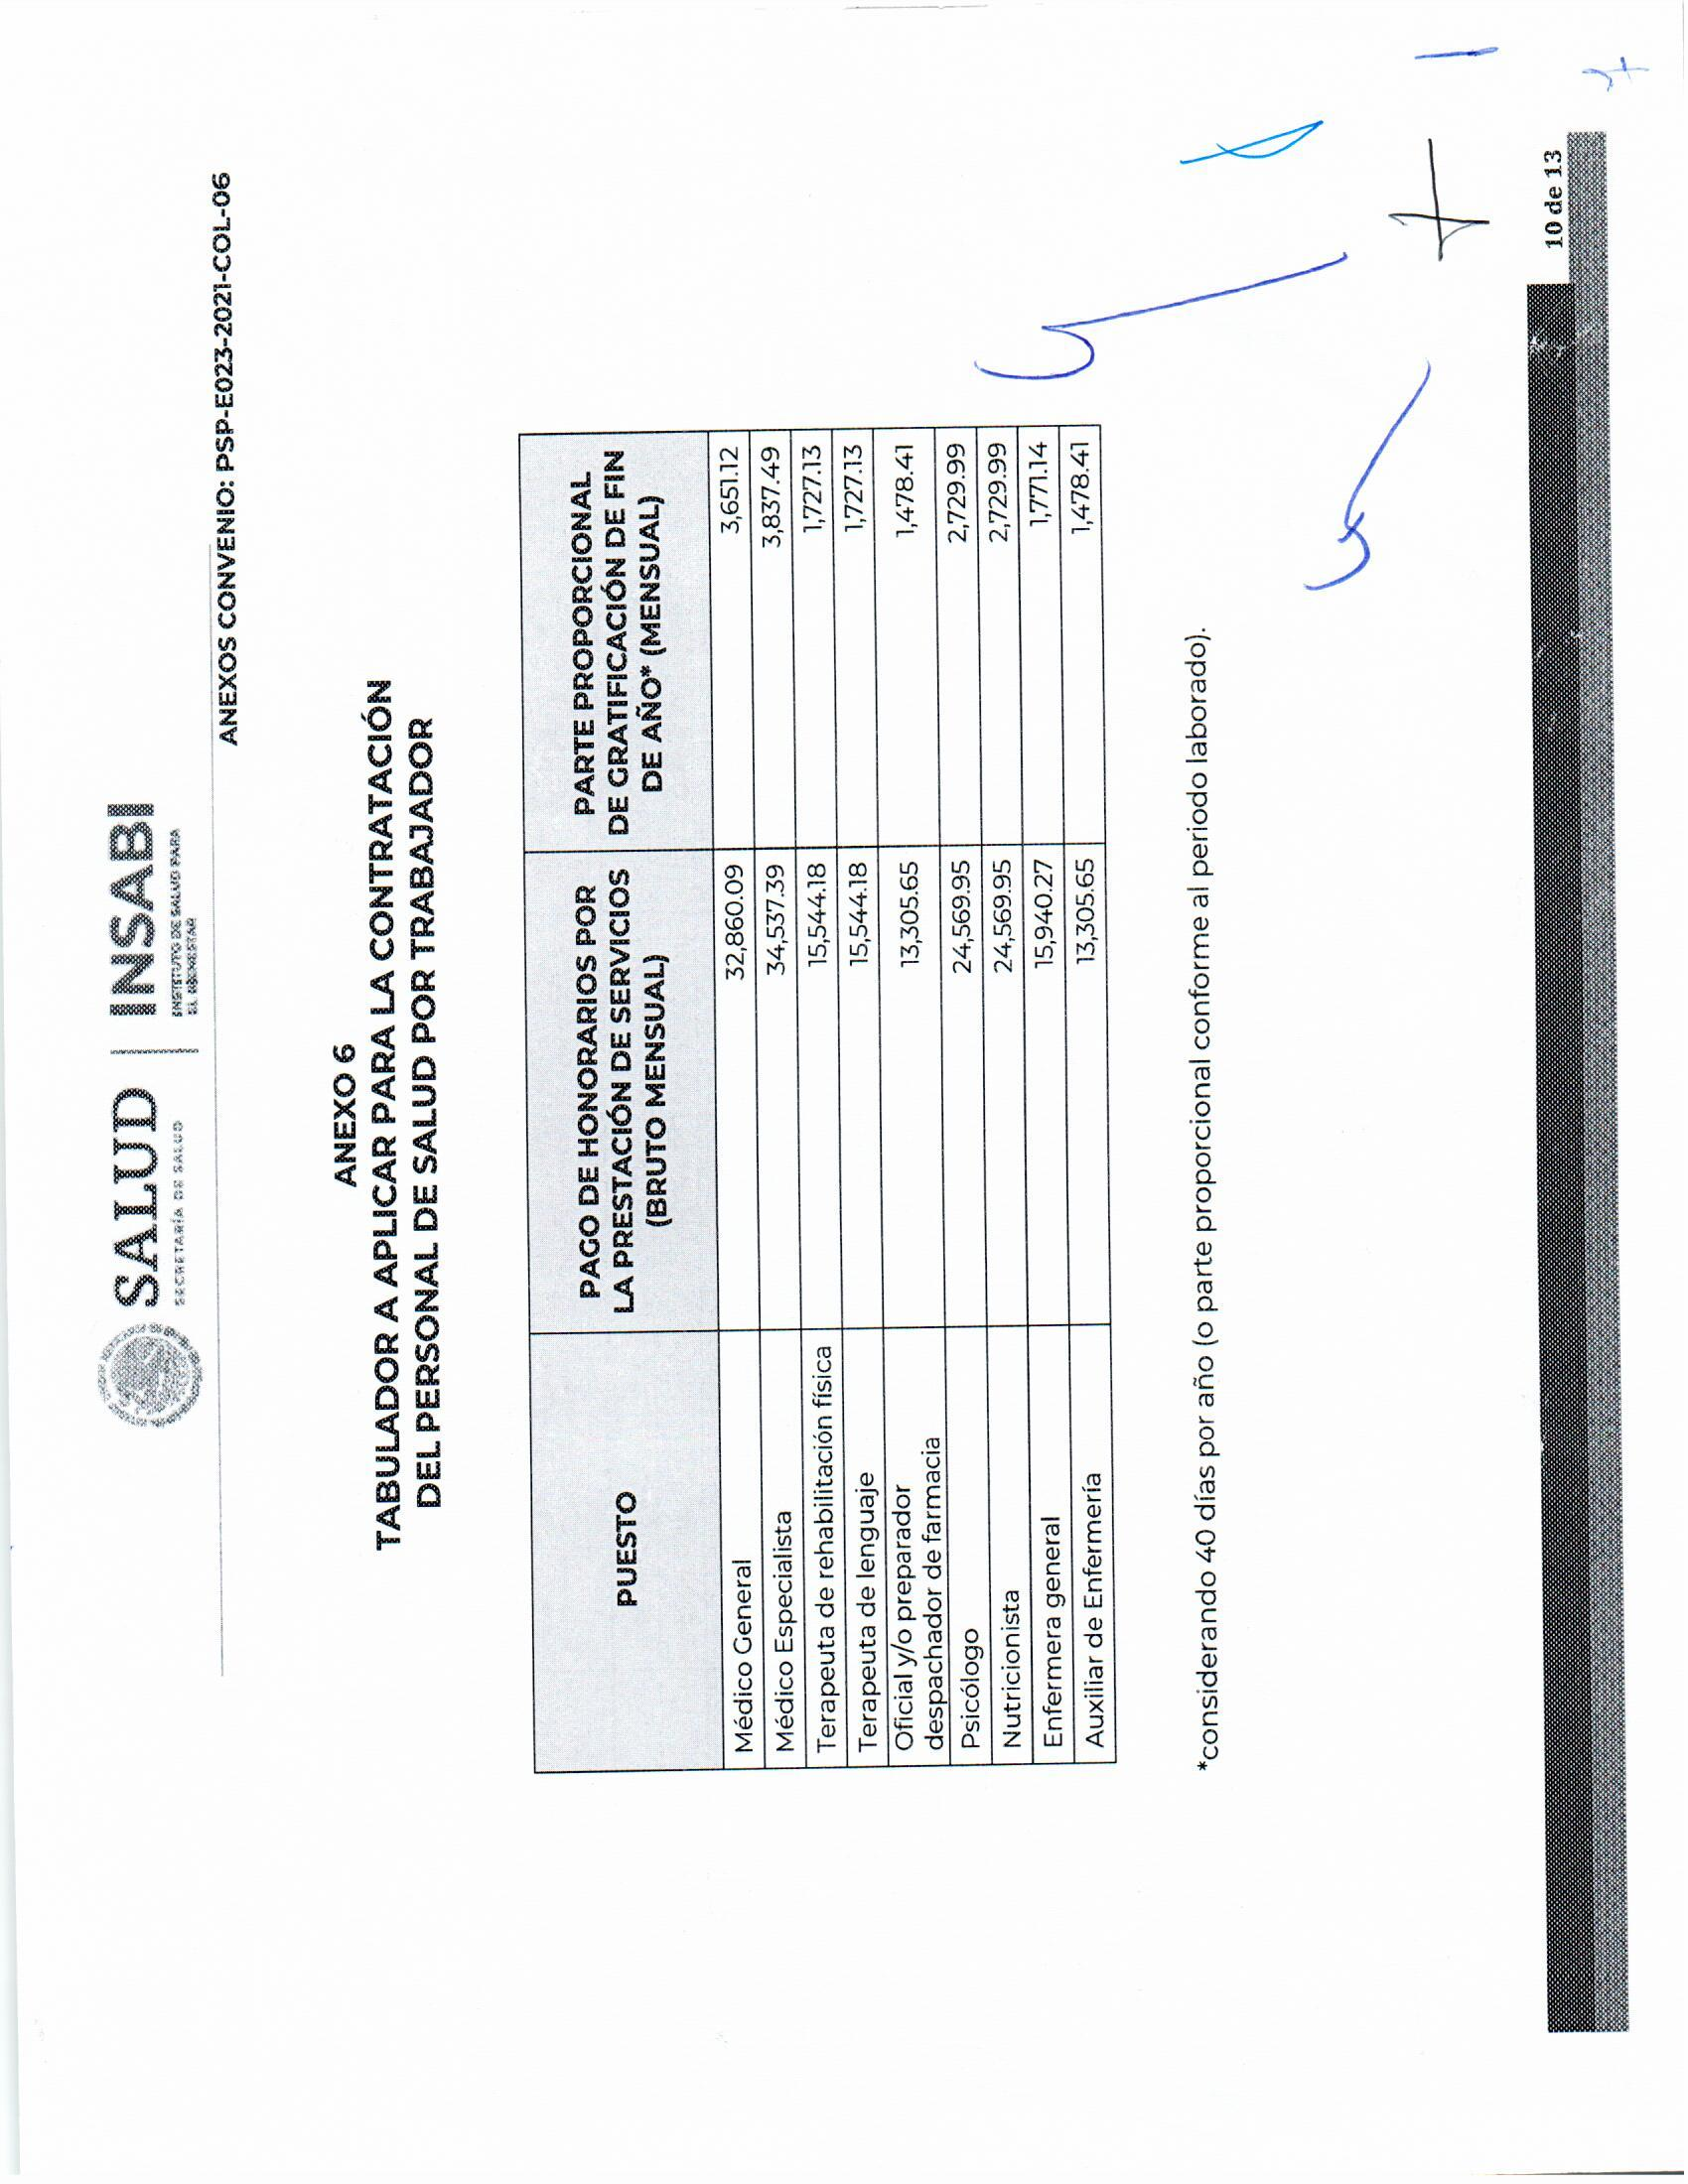 SALUD
SECRETARÍA DE SALUD
INSABI
INSTITUTO DE SALUD PARA
EL BIENESTAR
ANEXOS CONVENIO: PSP-E023-2021-COL-06
ANEXO 6
TABULADOR A APLICAR PARA LA CONTRATACIÓN
DEL PERSONAL DE SALUD POR TRABAJADOR
PUESTO
PAGO DE HONORARIOS POR
LA PRESTACIÓN DE SERVICIOS
(BRUTO MENSUAL)
PARTE PROPORCIONAL
DE GRATIFICACIÓN DE FIN
DE AÑO* (MENSUAL)
Médico General 32,860.09 3,651.12
Médico Especialista 34,537.39 3,837.49
Terapeuta de rehabilitación física 15,544.18 1,727.13
Terapeuta de lenguaje 15,544.18 1,727.13
Oficial y/o preparador
despachador de farmacia 13,305.65 1,478.41
Psicólogo 24,569.95 2,729.99
Nutricionista 24,569.95 2,729.99
Enfermera general 15,940.27 1,771.14
Auxiliar de Enfermería 13,305.65 1,478.41
*considerando 40 días por año (o parte proporcional conforme al periodo laborado).
10 de 13